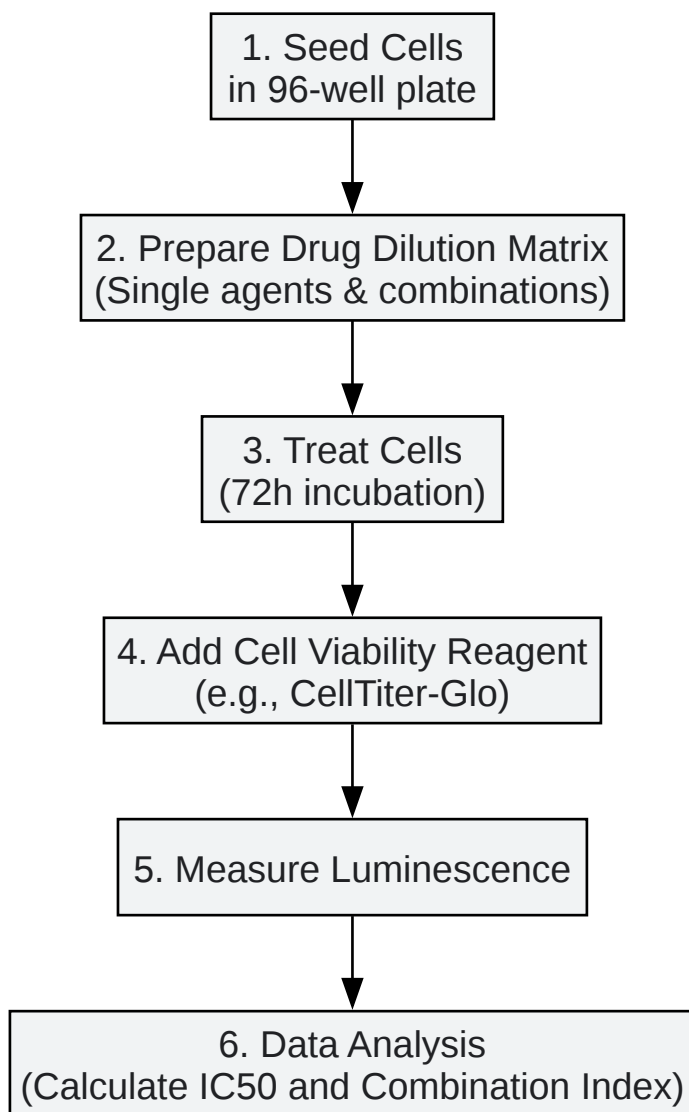 1. Seed Cells
in 96-well plate
2. Prepare Drug Dilution Matrix
(Single agents & combinations)
3. Treat Cells
(72h incubation)
4. Add Cell Viability Reagent
(e.g., CellTiter-Glo)
5. Measure Luminescence
6. Data Analysis
(Calculate IC50 and Combination Index)